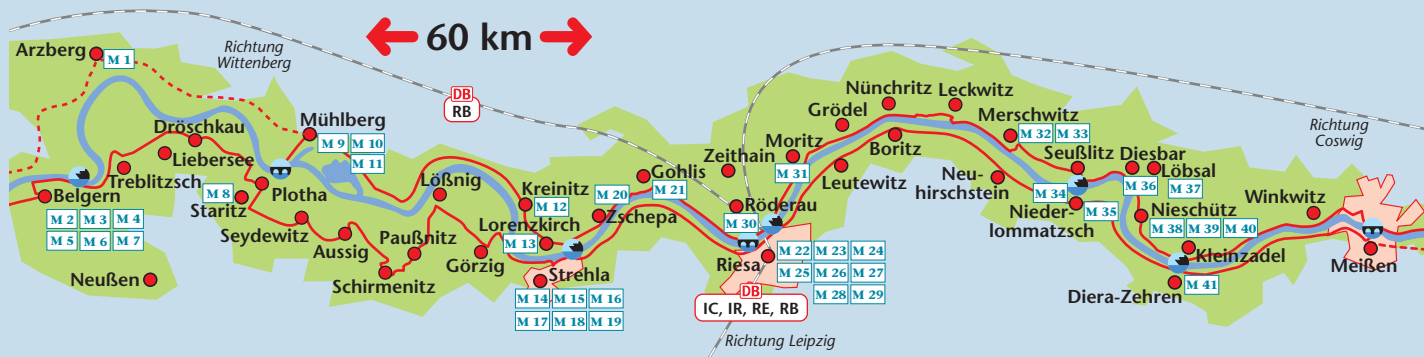 Arzberg
M 1
Richtung
Wittenberg
60 km
DB
RB
Mühlberg
M 9 M 10
M 11
Dröschkau
Liebersee
Treblitzsch
Belgern
M 2 M 3 M 4
M 5 M 6 M 7
Neußen
M 8
Staritz
Plotha
Seydewitz
Aussig
Schirmenitz
Paußnitz
Lößnig
Görzig
Kreinitz
M 12
Lorenzkirch
M 13
Strehla
M 14 M 15 M 16
M 17 M 18 M 19
M 20
Zschepa
Gohlis
M 21
Zeithain
Röderau
M 30
Riesa
M 22 M 23 M 24
M 25 M 26 M 27
M 28 M 29
DB
IC, IR, RE, RB
Richtung Leipzig
Moritz
M 31
Grödel
Nünchritz
Leckwitz
Leutewitz
Boritz
Merschwitz
M 32 M 33
Neu-
hirschstein
Seußlitz
M 34
Nieder-
lommatzsch
M 35
Diesbar
M 36
Löbsal
M 37
Nieschütz
M 38 M 39 M 40
Kleinzadel
Diera-Zehren
M 41
Winkwitz
Richtung
Coswig
Meißen